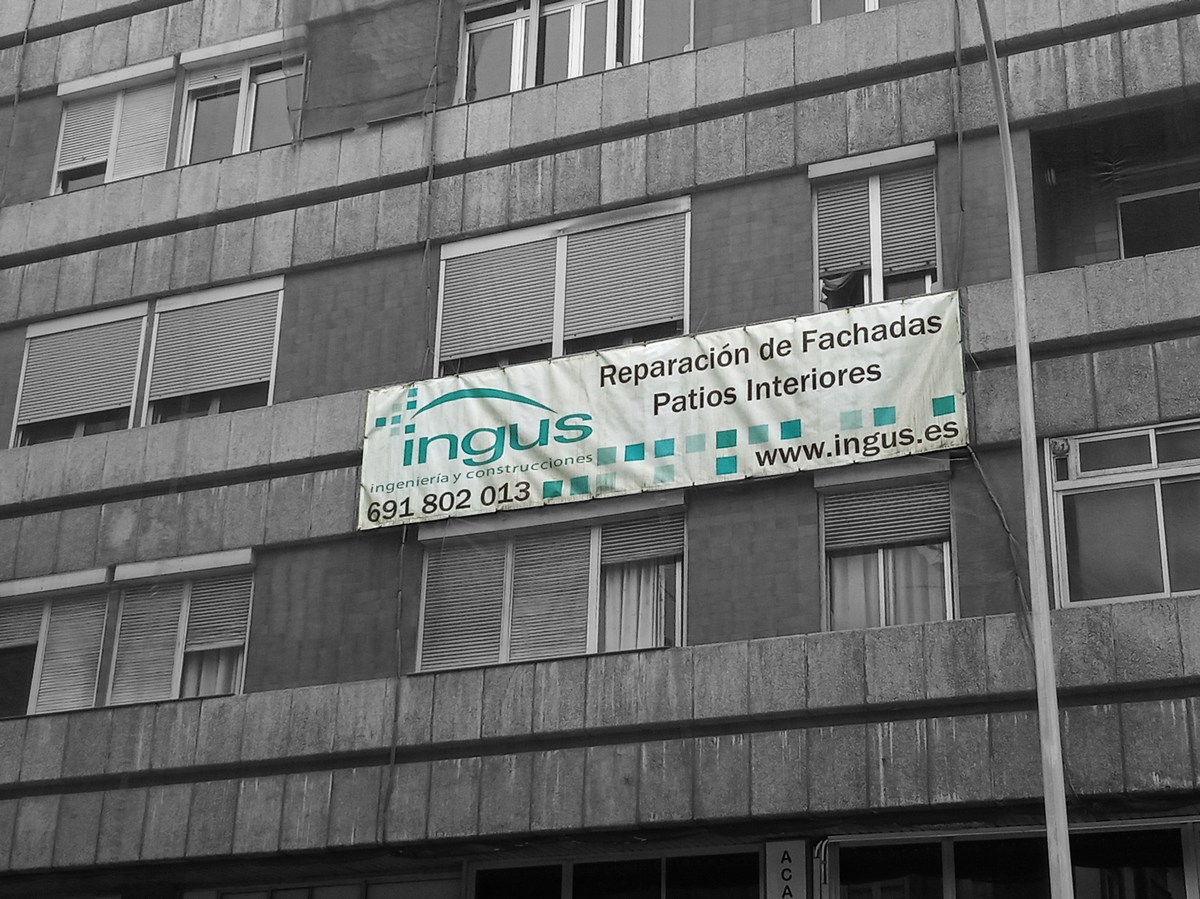 Reparación de Fachadas
Patios Interiores
ingus
ingeniería y construcciones
691 802 013
www.ingus.es
ACA